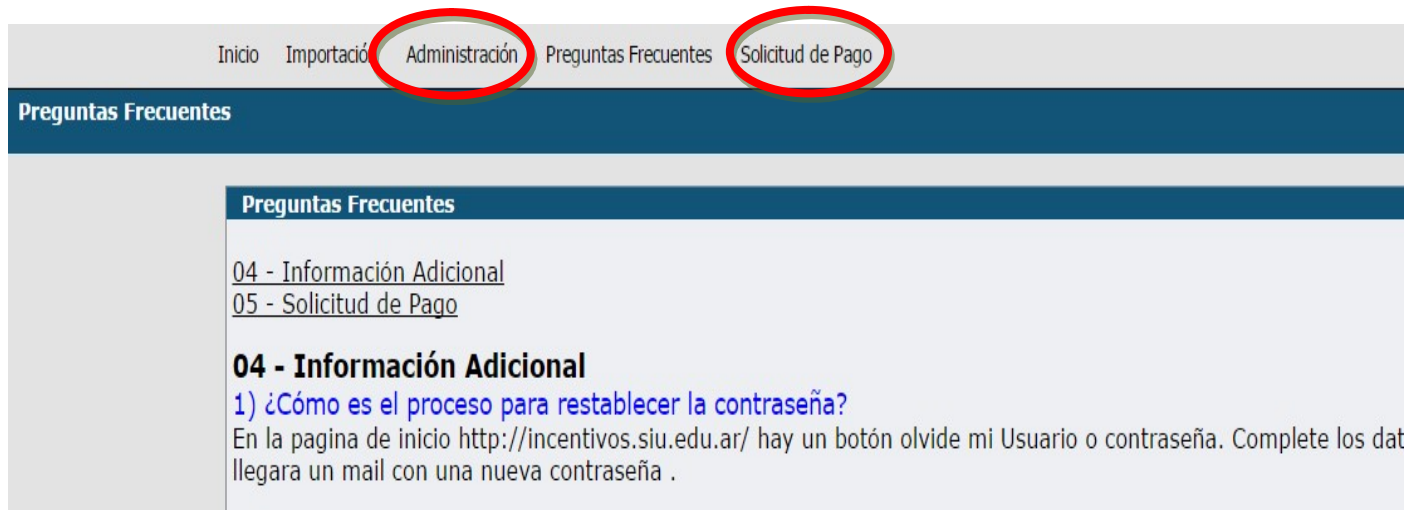 Inicio Importació Administración Preguntas Frecuentes Solicitud de Pago
Preguntas Frecuentes
Preguntas Frecuentes
04 - Información Adicional
05 - Solicitud de Pago
04 - Información Adicional
1) ¿Cómo es el proceso para restablecer la contraseña?
En la pagina de inicio http://incentivos.siu.edu.ar/ hay un botón olvide mi Usuario o contraseña. Complete los dat
llegara un mail con una nueva contraseña .